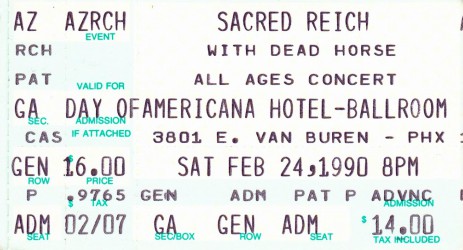 AZ AZRCH SACRED REICH
EVENT
RCH WITH DEAD HORSE
PAT VALID FOR ALL AGES CONCERT
GA DAY OF AMERICANA HOTEL-BALLROOM
SEC. ADMISSION
CAS IF ATTACHED 3801 E. VAN BUREN - PHX
GEN 16.00 SAT FEB 24,1990 8PM
ROW $ PRICE
P .9765 GEN ADM PAT P ADVNC
$ TAX ADMISSION
ADM 02/07 GA GEN ADM $ 14.00
SEAT SEC/BOX ROW SEAT TAX INCLUDED